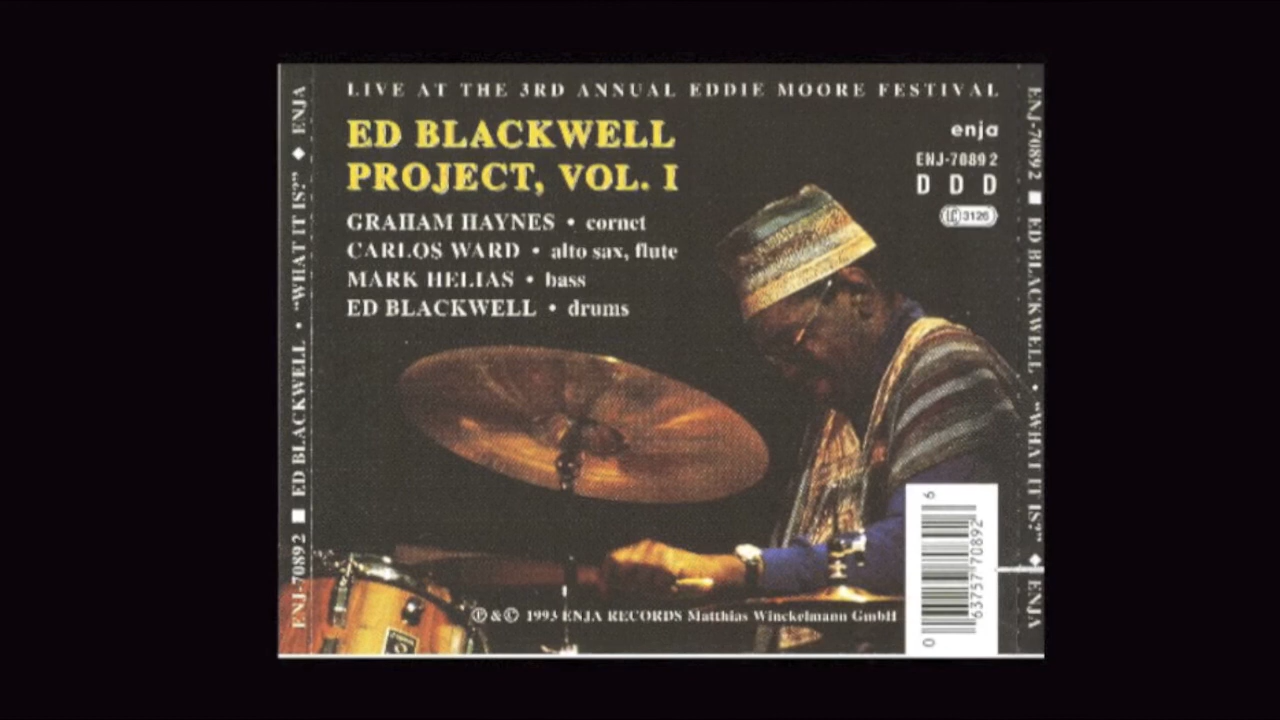 LIVE AT THE 3RD ANNUAL EDDIE MOORE FESTIVAL
ED BLACKWELL
PROJECT, VOL. I
GRAHAM HAYNES • cornet
CARLOS WARD • alto sax, flute
MARK HELIAS • bass
ED BLACKWELL • drums
enja
ENJ-7089 2
D D D
LC 3126
ENJ-7089 2 ■ ED BLACKWELL • “WHAT IT IS?” ◆ ENJA
ENJ-7089 2 ■ ED BLACKWELL • “WHAT IT IS?” ◆ ENJA
0 63757 70892 6
℗ & © 1993 ENJA RECORDS Matthias Winckelmann GmbH